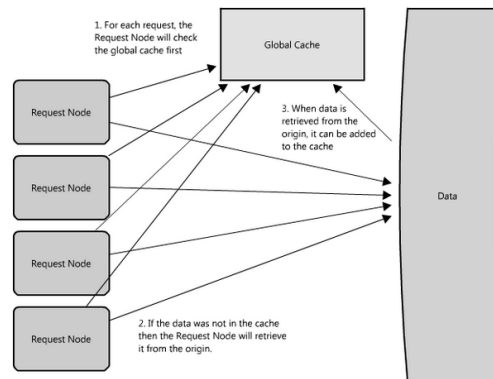 1. For each request, the
Request Node will check
the global cache first
Global Cache
Request Node
3. When data is
retrieved from the
origin, it can be added
to the cache
Request Node
Data
Request Node
2. If the data was not in the cache
then the Request Node will retrieve
it from the origin.
Request Node